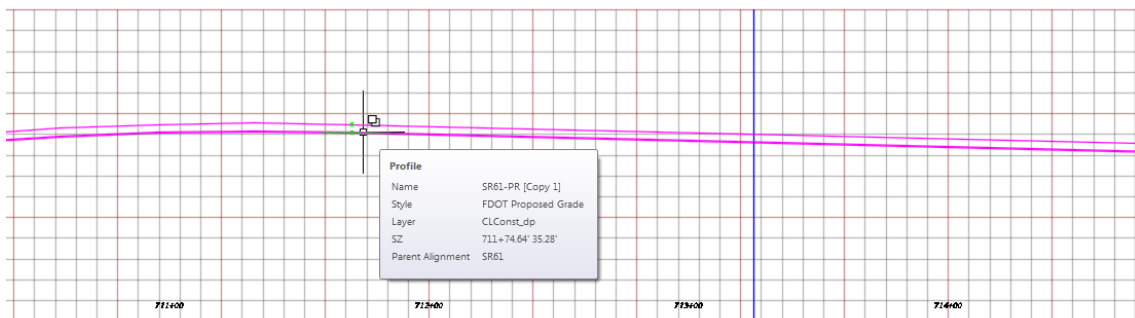 Profile
Name SR61-PR [Copy 1]
Style FDOT Proposed Grade
Layer CLConst_dp
SZ 711+74.64' 35.28'
Parent Alignment SR61
711+00 712+00 713+00 714+00